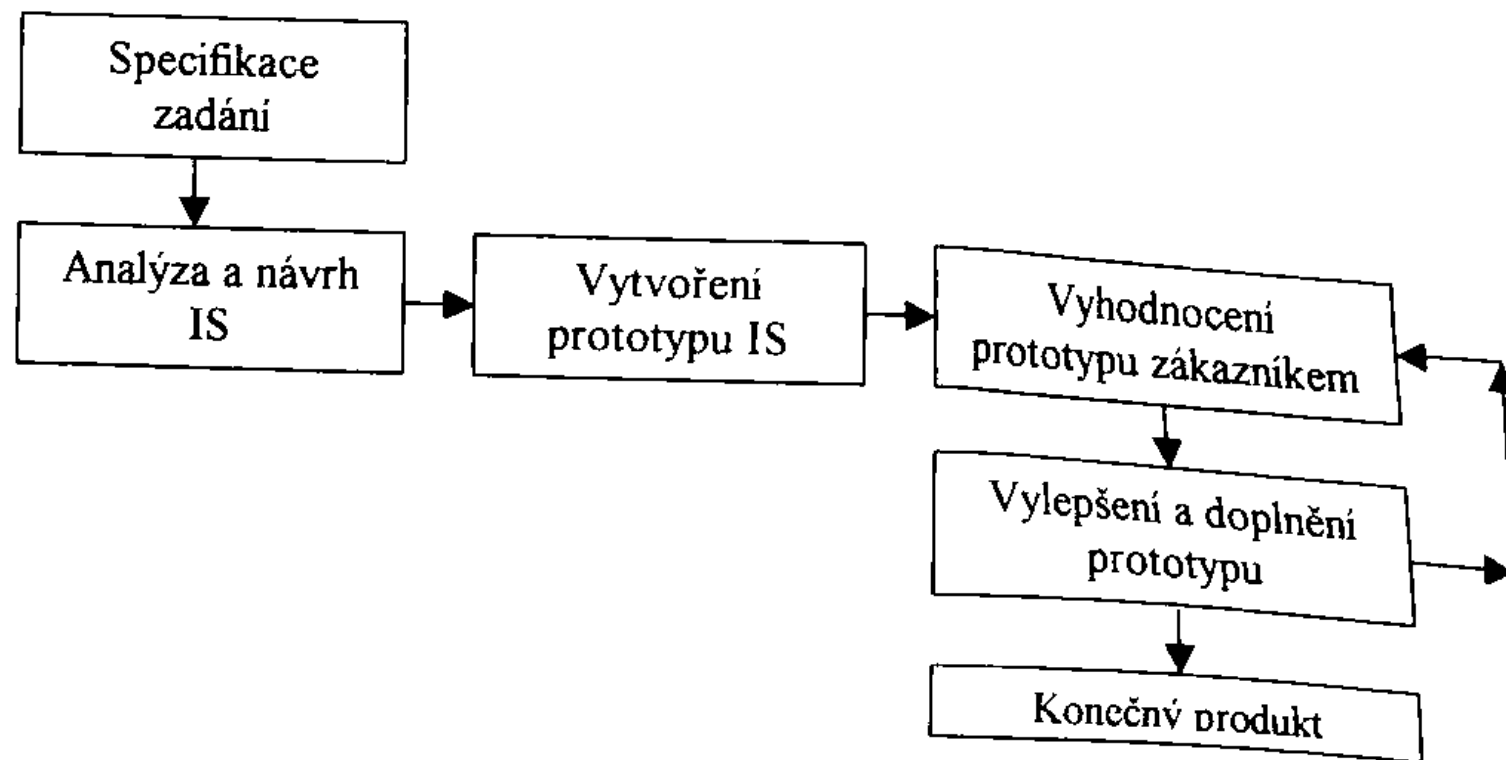 Specifikace
zadání
Analýza a návrh
IS
Vytvoření
prototypu IS
Vyhodnocení
prototypu zákazníkem
Vylepšení a doplnění
prototypu
Konečný produkt